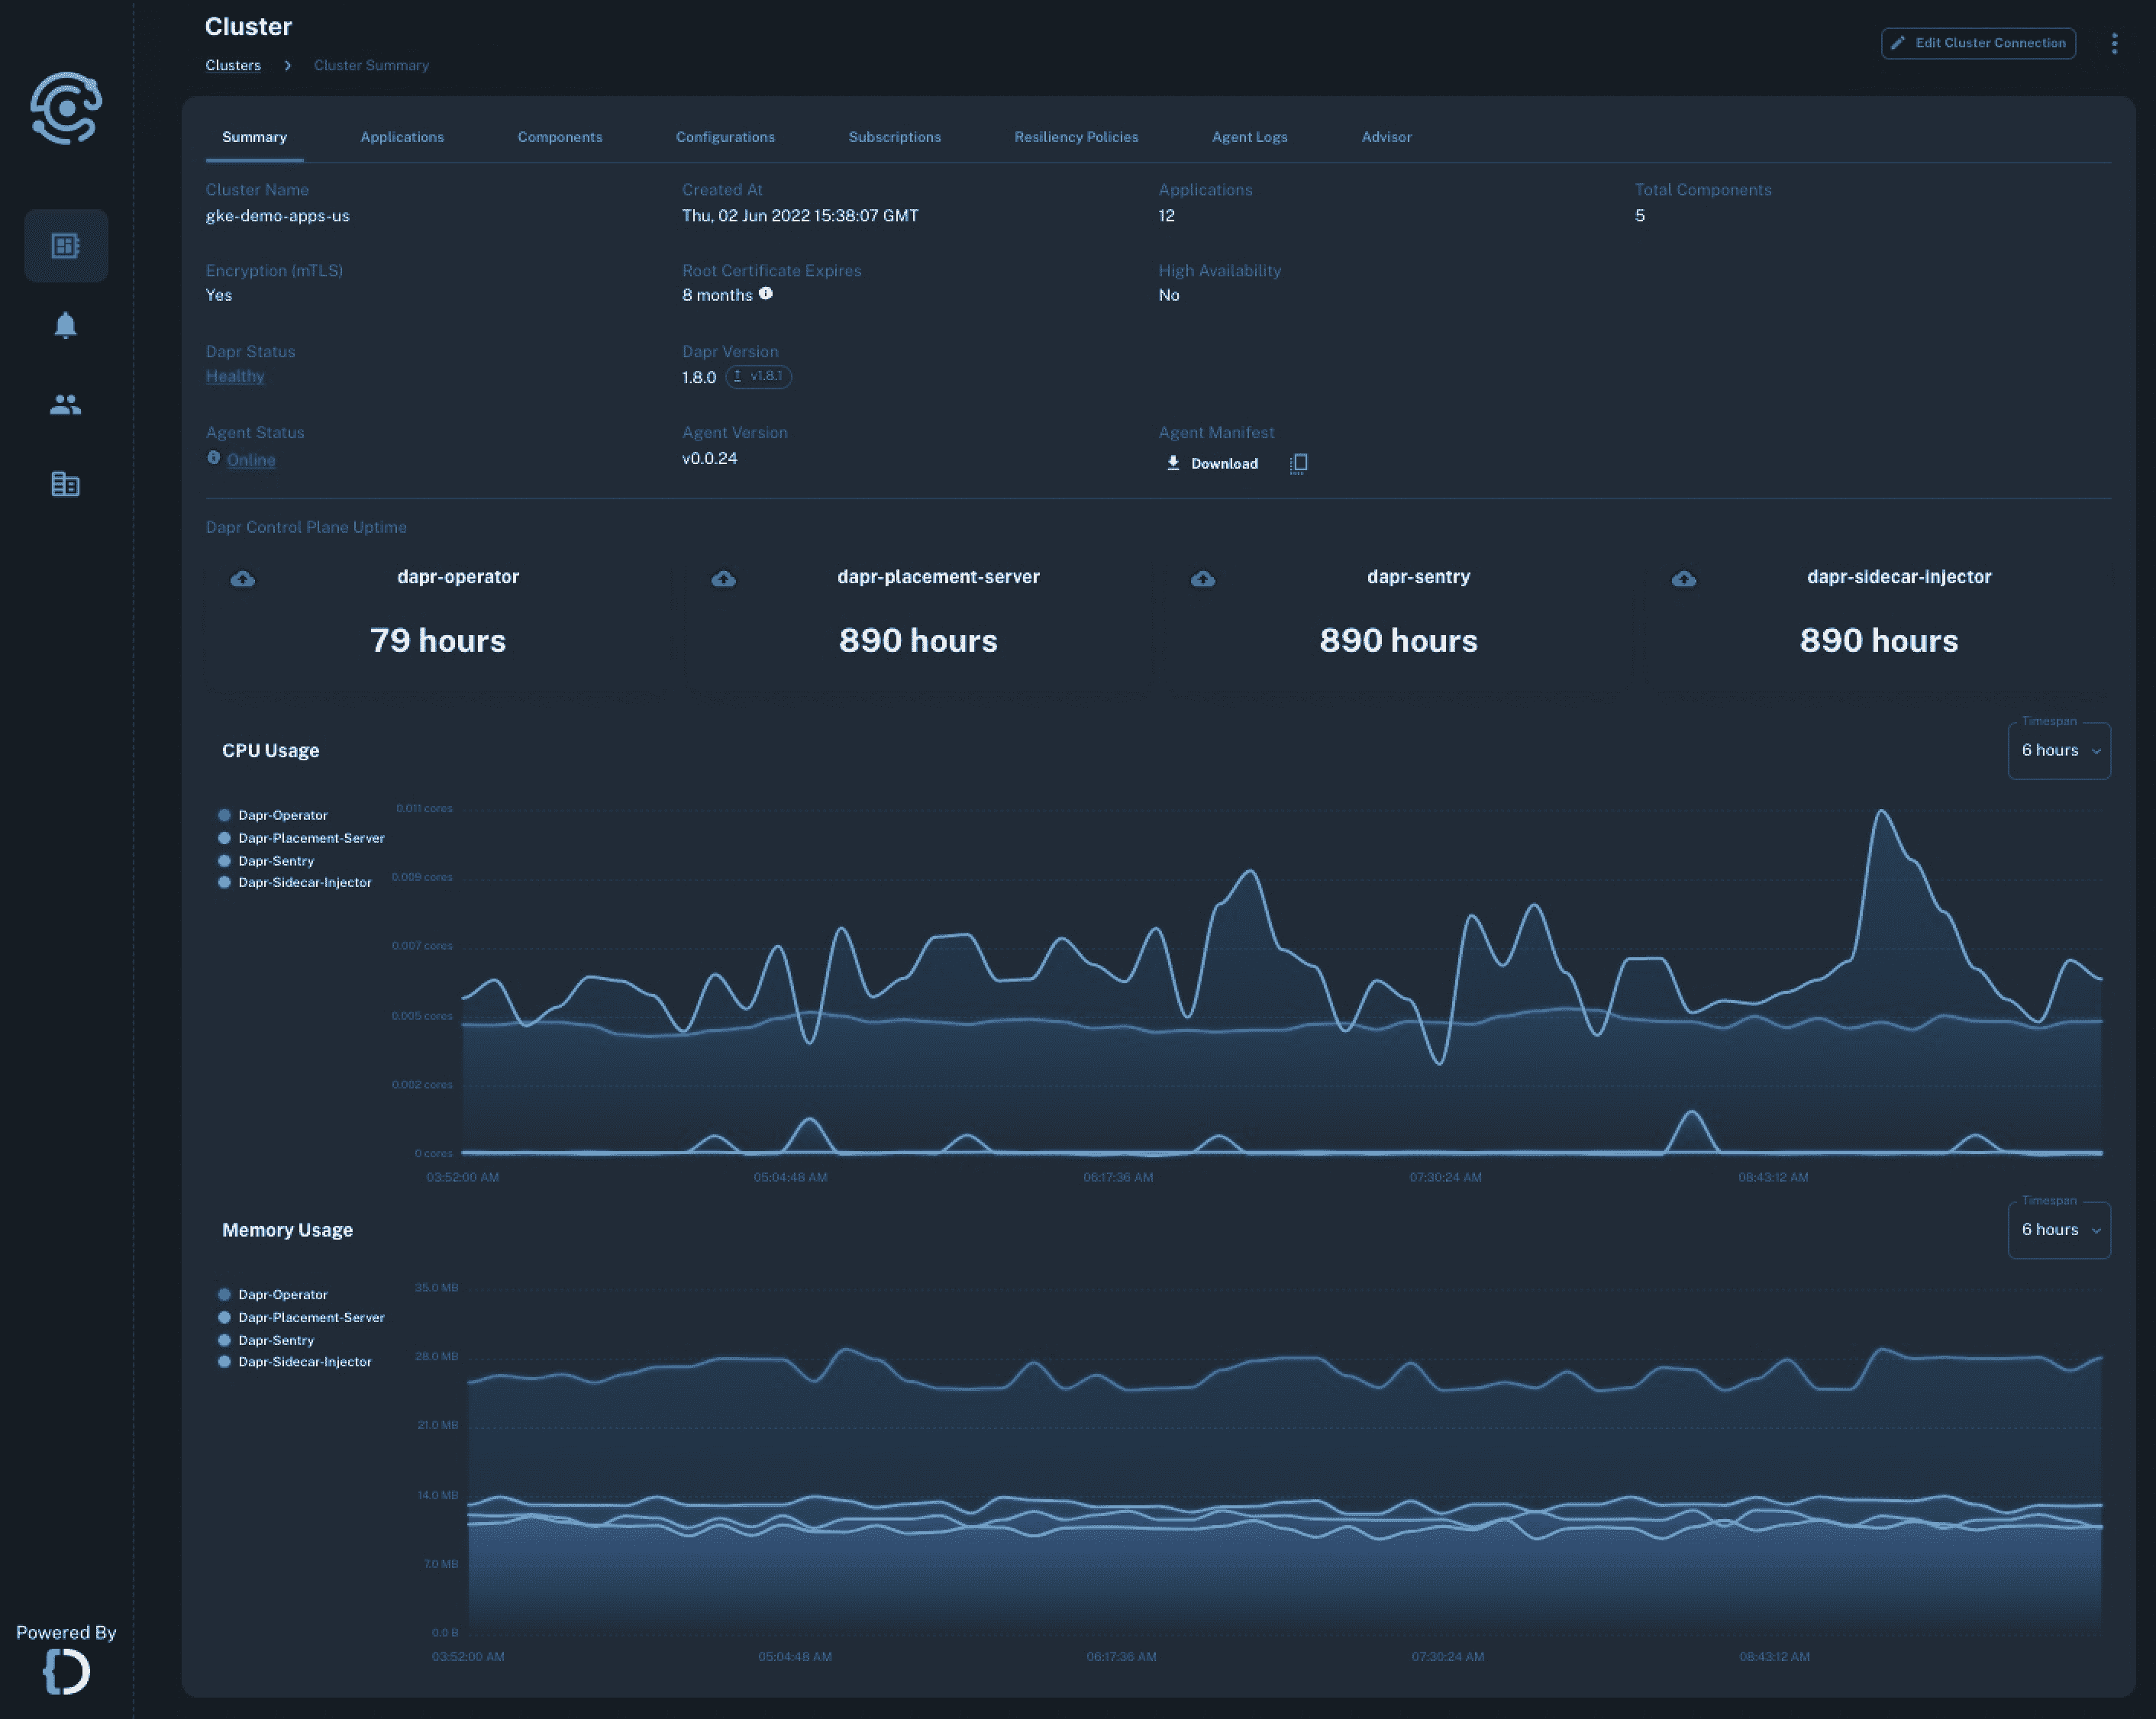 Cluster
Clusters > Cluster Summary
Edit Cluster Connection
Summary Applications Components Configurations Subscriptions Resiliency Policies Agent Logs Advisor
Cluster Name Created At Applications Total Components
gke-demo-apps-us Thu, 02 Jun 2022 15:38:07 GMT 12 5
Encryption (mTLS) Root Certificate Expires High Availability
Yes 8 months No
Dapr Status Dapr Version
Healthy 1.8.0 v1.8.1
Agent Status Agent Version Agent Manifest
Online v0.0.24 Download
Dapr Control Plane Uptime
dapr-operator dapr-placement-server dapr-sentry dapr-sidecar-injector
79 hours 890 hours 890 hours 890 hours
CPU Usage
Timespan
6 hours
Dapr-Operator
Dapr-Placement-Server
Dapr-Sentry
Dapr-Sidecar-Injector
0.011 cores
0.009 cores
0.007 cores
0.005 cores
0.002 cores
0 cores
03:52:00 AM 05:04:48 AM 06:17:36 AM 07:30:24 AM 08:43:12 AM
Memory Usage
Timespan
6 hours
Dapr-Operator
Dapr-Placement-Server
Dapr-Sentry
Dapr-Sidecar-Injector
35.0 MB
28.0 MB
21.0 MB
14.0 MB
7.0 MB
0.0 B
03:52:00 AM 05:04:48 AM 06:17:36 AM 07:30:24 AM 08:43:12 AM
Powered By